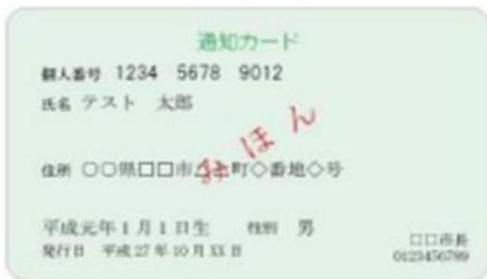 通知カード
個人番号 1234 5678 9012
氏名 テスト 太郎
みほん
住所 ○○県□□市△△町◇番地◇号
平成元年1月1日生 性別 男
発行日 平成27年10月XX日
□□市長
0123456789